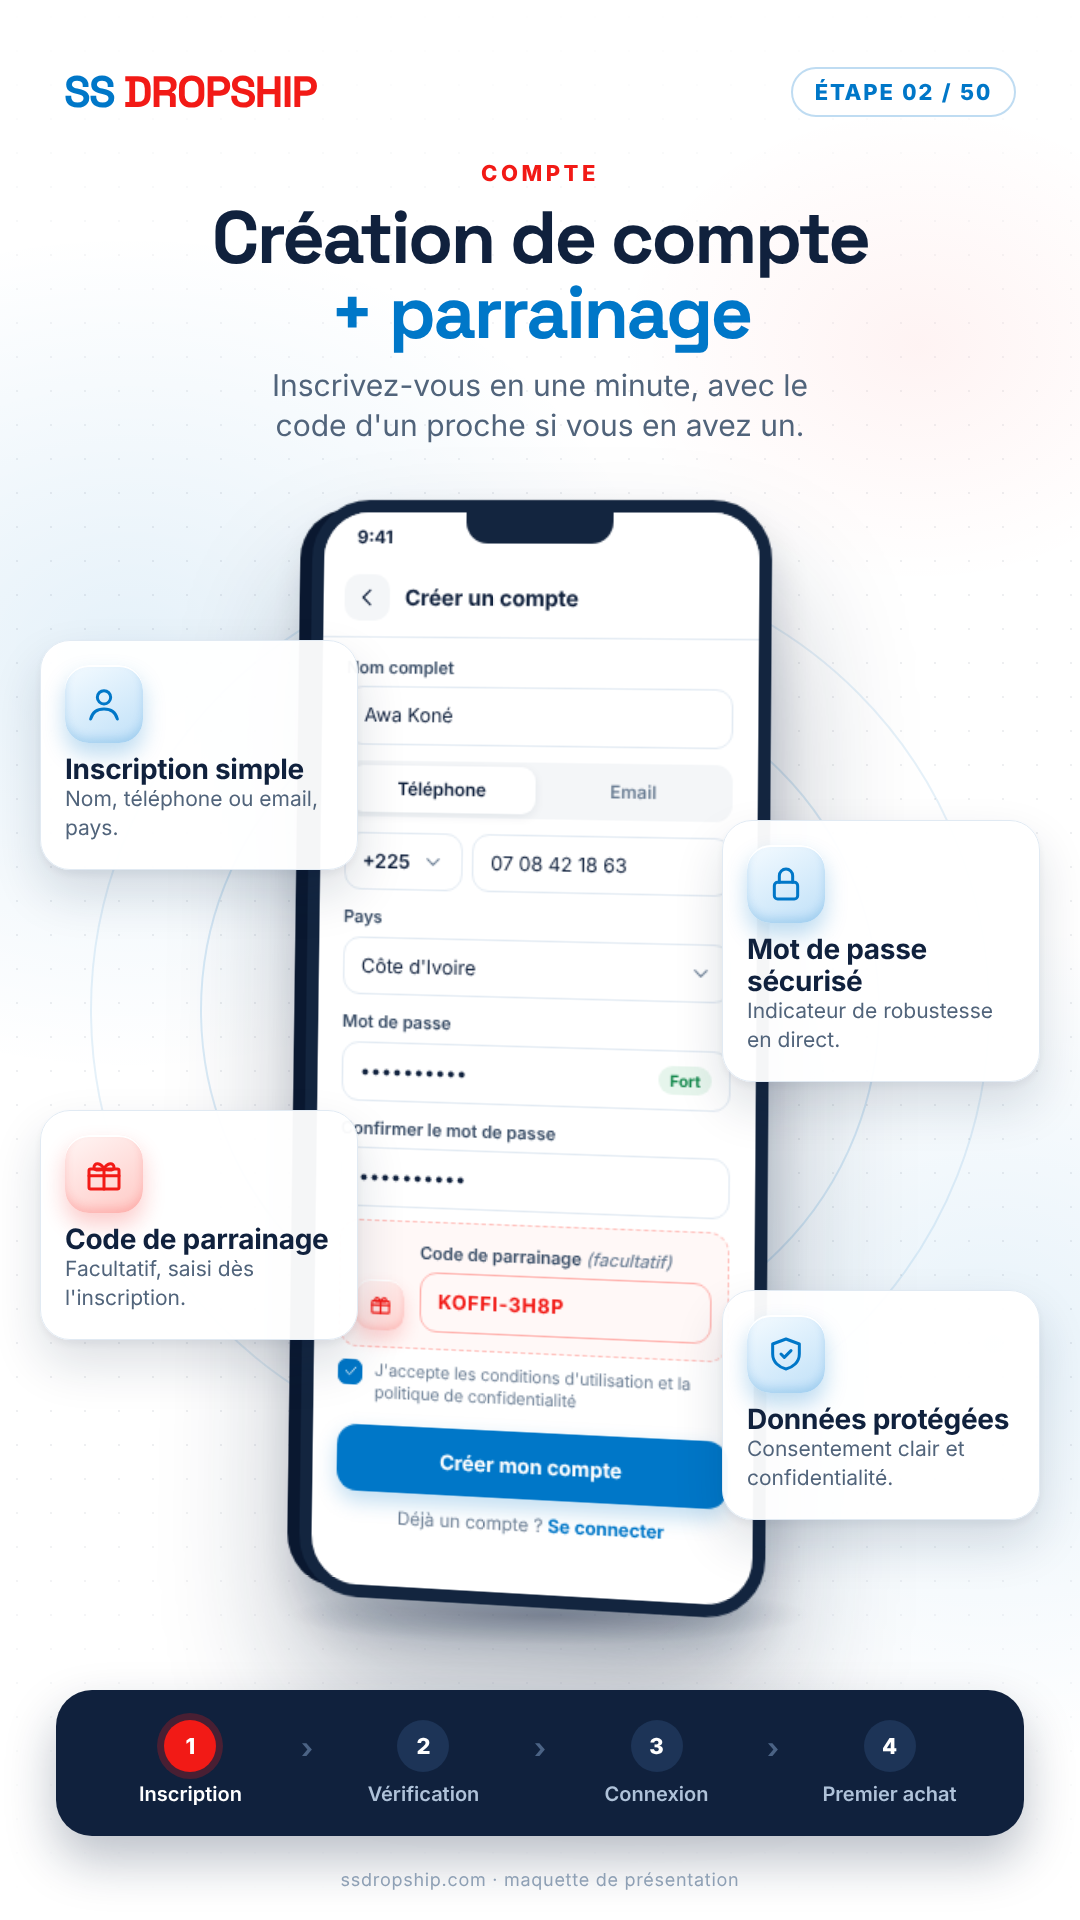 SS DROPSHIP
ÉTAPE 02 / 50
COMPTE
Création de compte
+ parrainage
Inscrivez-vous en une minute, avec le
code d'un proche si vous en avez un.
9:41
Créer un compte
Nom complet
Awa Koné
Téléphone
Email
+225
07 08 42 18 63
Pays
Côte d'Ivoire
Mot de passe
••••••••••
Fort
Confirmer le mot de passe
••••••••••
Code de parrainage (facultatif)
KOFFI-3H8P
J'accepte les conditions d'utilisation et la
politique de confidentialité
Créer mon compte
Déjà un compte ? Se connecter
Inscription simple
Nom, téléphone ou email,
pays.
Mot de passe
sécurisé
Indicateur de robustesse
en direct.
Code de parrainage
Facultatif, saisi dès
l'inscription.
Données protégées
Consentement clair et
confidentialité.
1
Inscription
›
2
Vérification
›
3
Connexion
›
4
Premier achat
ssdropship.com · maquette de présentation